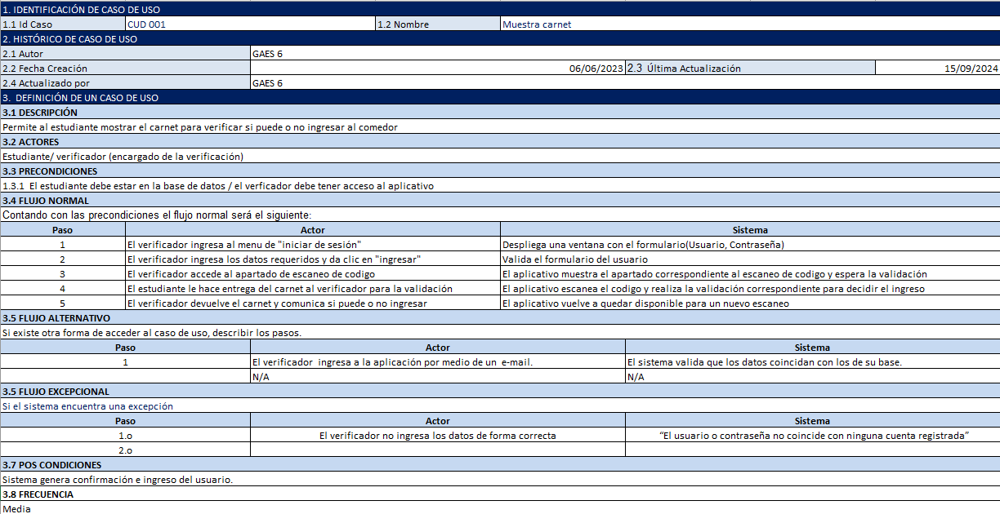 1. IDENTIFICACIÓN DE CASO DE USO
1.1 Id Caso CUD 001 1.2 Nombre Muestra carnet
2. HISTÓRICO DE CASO DE USO
2.1 Autor GAES 6
2.2 Fecha Creación 06/06/2023 2.3 Última Actualización 15/09/2024
2.4 Actualizado por GAES 6
3. DEFINICIÓN DE UN CASO DE USO
3.1 DESCRIPCIÓN
Permite al estudiante mostrar el carnet para verificar si puede o no ingresar al comedor
3.2 ACTORES
Estudiante/ verificador (encargado de la verificación)
3.3 PRECONDICIONES
1.3.1 El estudiante debe estar en la base de datos / el verficador debe tener acceso al aplicativo
3.4 FLUJO NORMAL
Contando con las precondiciones el flujo normal será el siguiente:
Paso Actor Sistema
1 El verificador ingresa al menu de "iniciar de sesión" Despliega una ventana con el formulario(Usuario, Contraseña)
2 El verificador ingresa los datos requeridos y da clic en "ingresar" Valida el formulario del usuario
3 El verificador accede al apartado de escaneo de codigo El aplicativo muestra el apartado correspondiente al escaneo de codigo y espera la validación
4 El estudiante le hace entrega del carnet al verificador para la validación El aplicativo escanea el codigo y realiza la validación correspondiente para decidir el ingreso
5 El verificador devuelve el carnet y comunica si puede o no ingresar El aplicativo vuelve a quedar disponible para un nuevo escaneo
3.5 FLUJO ALTERNATIVO
Si existe otra forma de acceder al caso de uso, describir los pasos.
Paso Actor Sistema
1 El verificador ingresa a la aplicación por medio de un e-mail. El sistema valida que los datos coincidan con los de su base.
N/A N/A
3.5 FLUJO EXCEPCIONAL
Si el sistema encuentra una excepción
Paso Actor Sistema
1.o El verificador no ingresa los datos de forma correcta “El usuario o contraseña no coincide con ninguna cuenta registrada”
2.o
3.7 POS CONDICIONES
Sistema genera confirmación e ingreso del usuario.
3.8 FRECUENCIA
Media